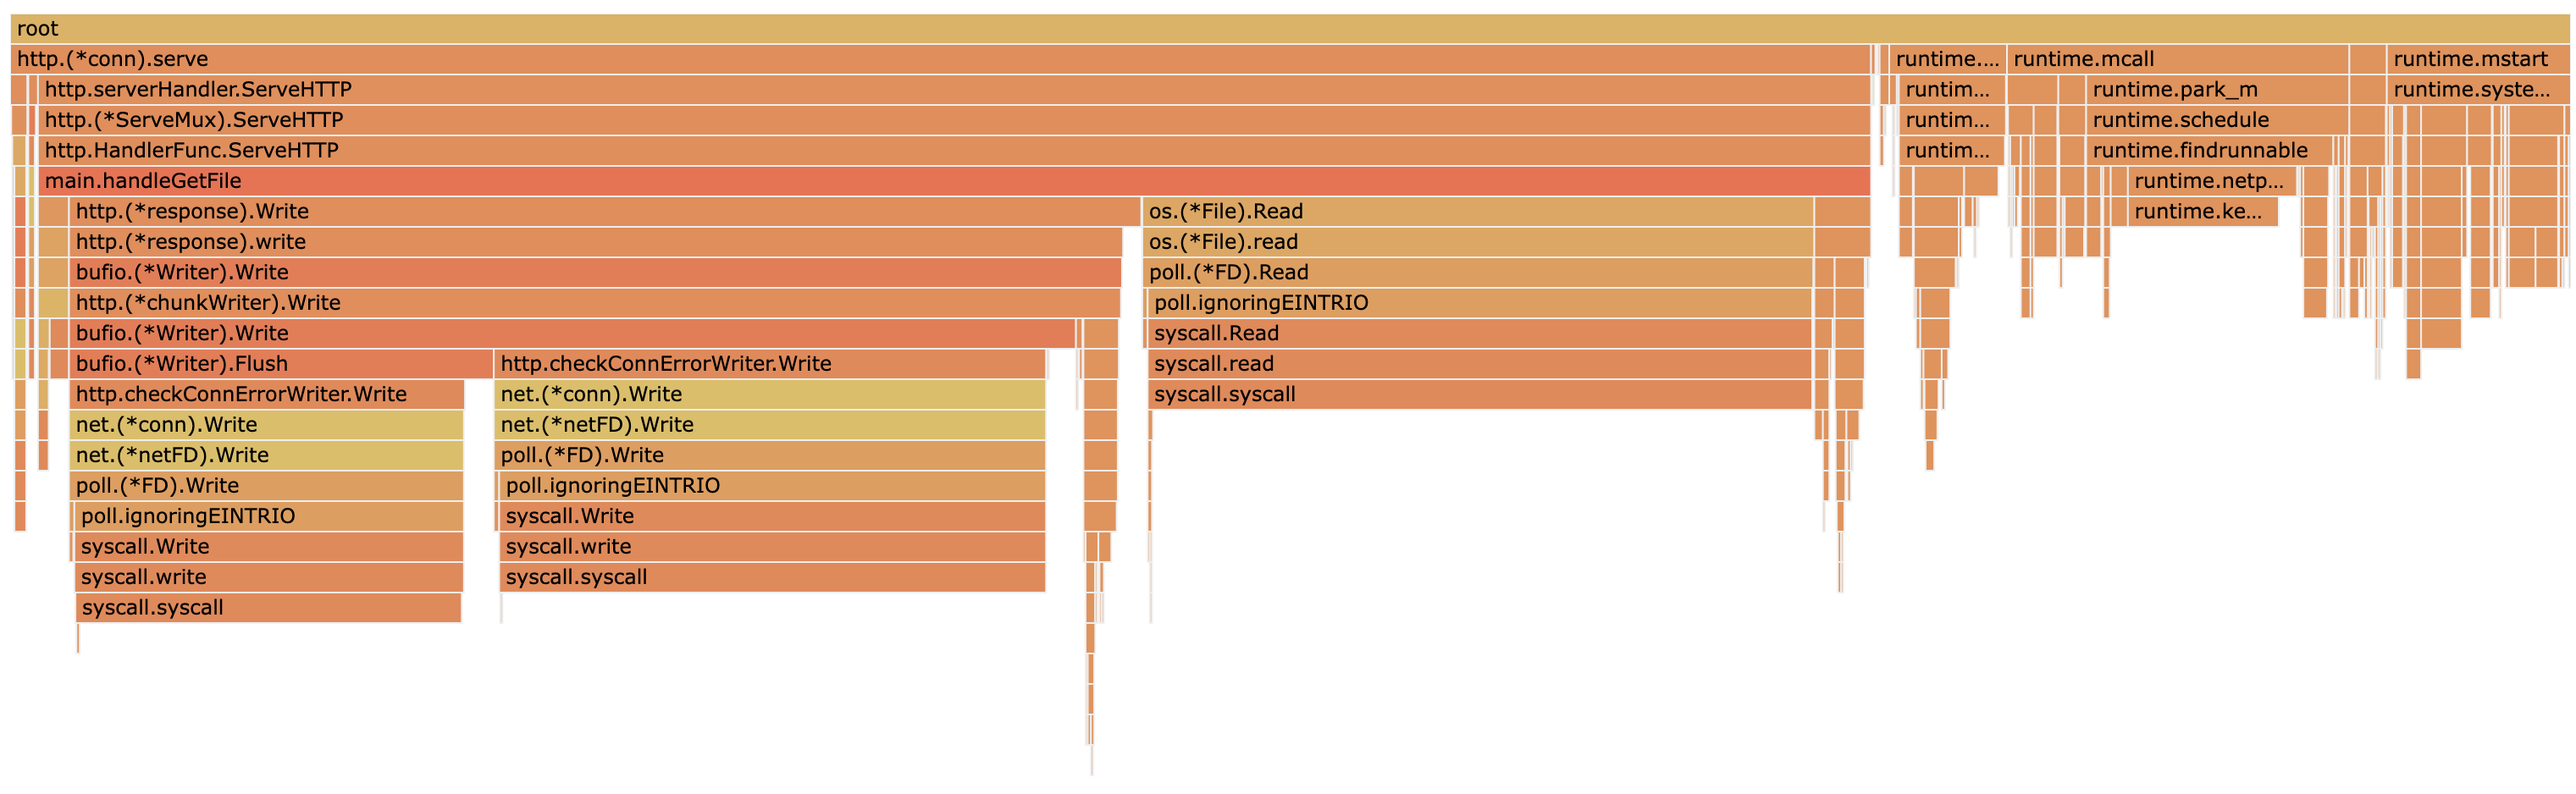 root
http.(*conn).serve runtime.... runtime.mcall runtime.mstart
http.serverHandler.ServeHTTP runtim... runtime.park_m runtime.syste...
http.(*ServeMux).ServeHTTP runtim... runtime.schedule
http.HandlerFunc.ServeHTTP runtim... runtime.findrunnable
main.handleGetFile runtime.netp...
http.(*response).Write os.(*File).Read runtime.ke...
http.(*response).write os.(*File).read
bufio.(*Writer).Write poll.(*FD).Read
http.(*chunkWriter).Write poll.ignoringEINTRIO
bufio.(*Writer).Write syscall.Read
bufio.(*Writer).Flush http.checkConnErrorWriter.Write syscall.read
http.checkConnErrorWriter.Write net.(*conn).Write syscall.syscall
net.(*conn).Write net.(*netFD).Write
net.(*netFD).Write poll.(*FD).Write
poll.(*FD).Write poll.ignoringEINTRIO
poll.ignoringEINTRIO syscall.Write
syscall.Write syscall.write
syscall.write syscall.syscall
syscall.syscall